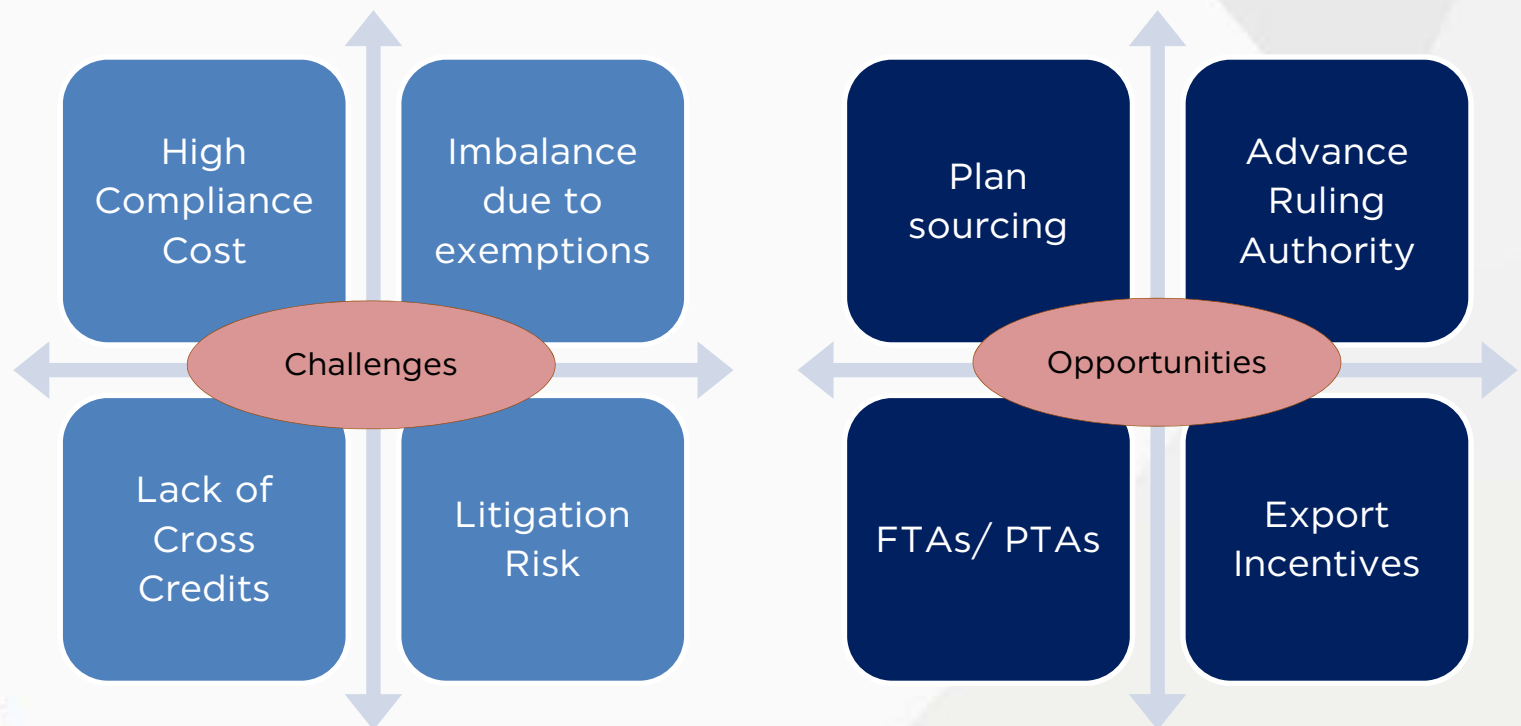 High
Compliance
Cost
Imbalance
due to
exemptions
Challenges
Lack of
Cross
Credits
Litigation
Risk
Plan
sourcing
Advance
Ruling
Authority
Opportunities
FTAs/ PTAs
Export
Incentives